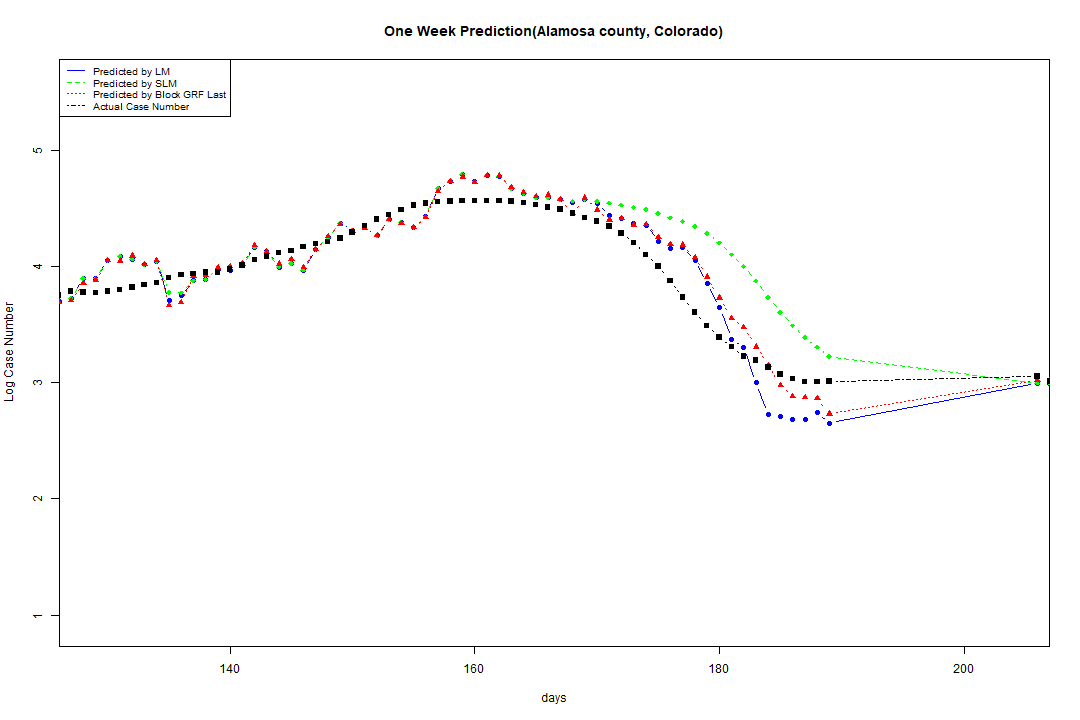 One Week Prediction(Alamosa county, Colorado)
Predicted by LM
Predicted by SLM
Predicted by Block GRF Last
Actual Case Number
5
4
3
2
1
Log Case Number
140 160 180 200
days